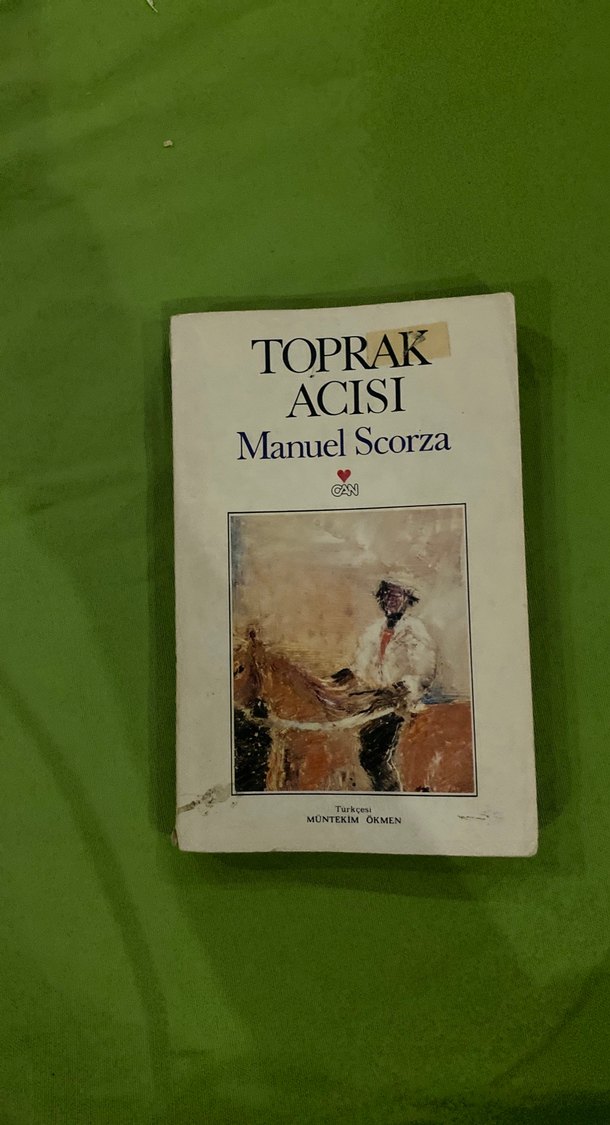 TOPRAK
ACISI
Manuel Scorza
CAN
Türkçesi
MÜNTEKİM ÖKMEN